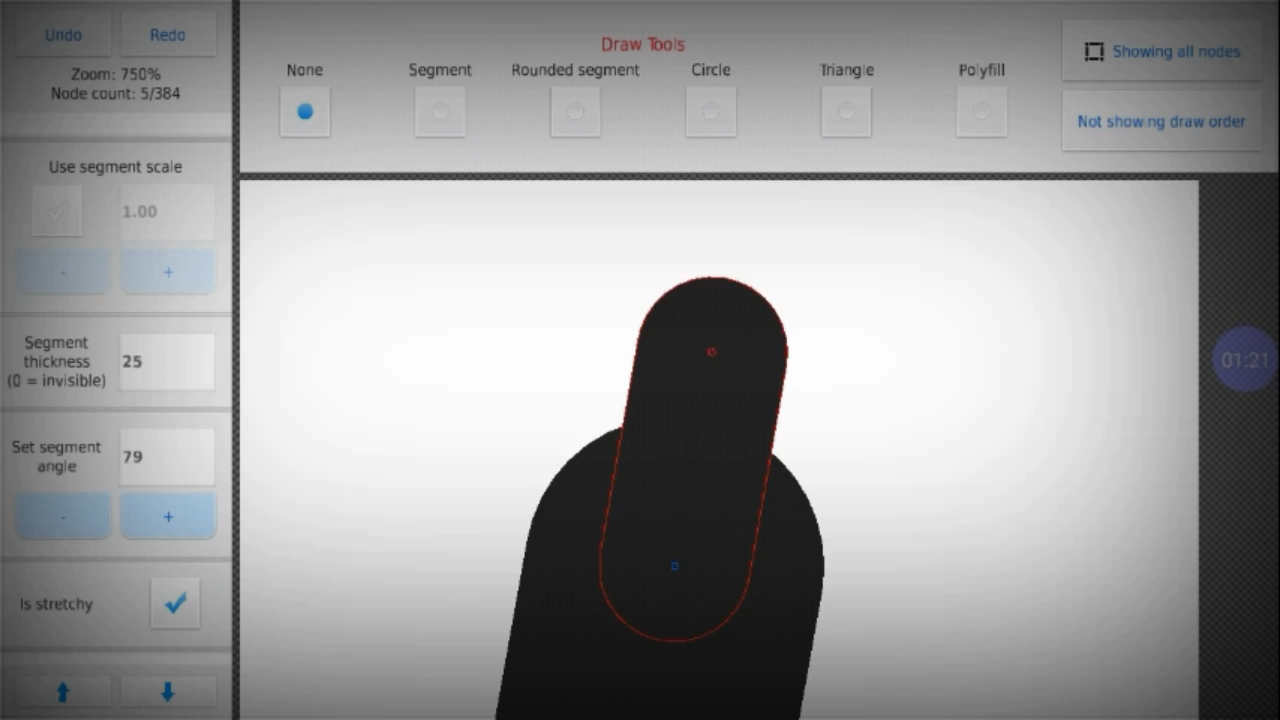 Undo Redo
Zoom: 750%
Node count: 5/384
Use segment scale
1.00
- +
Segment
thickness
(0 = invisible)
25
Set segment
angle
79
- +
Is stretchy
Draw Tools
None Segment Rounded segment Circle Triangle Polyfill
Showing all nodes
Not showing draw order
01:21